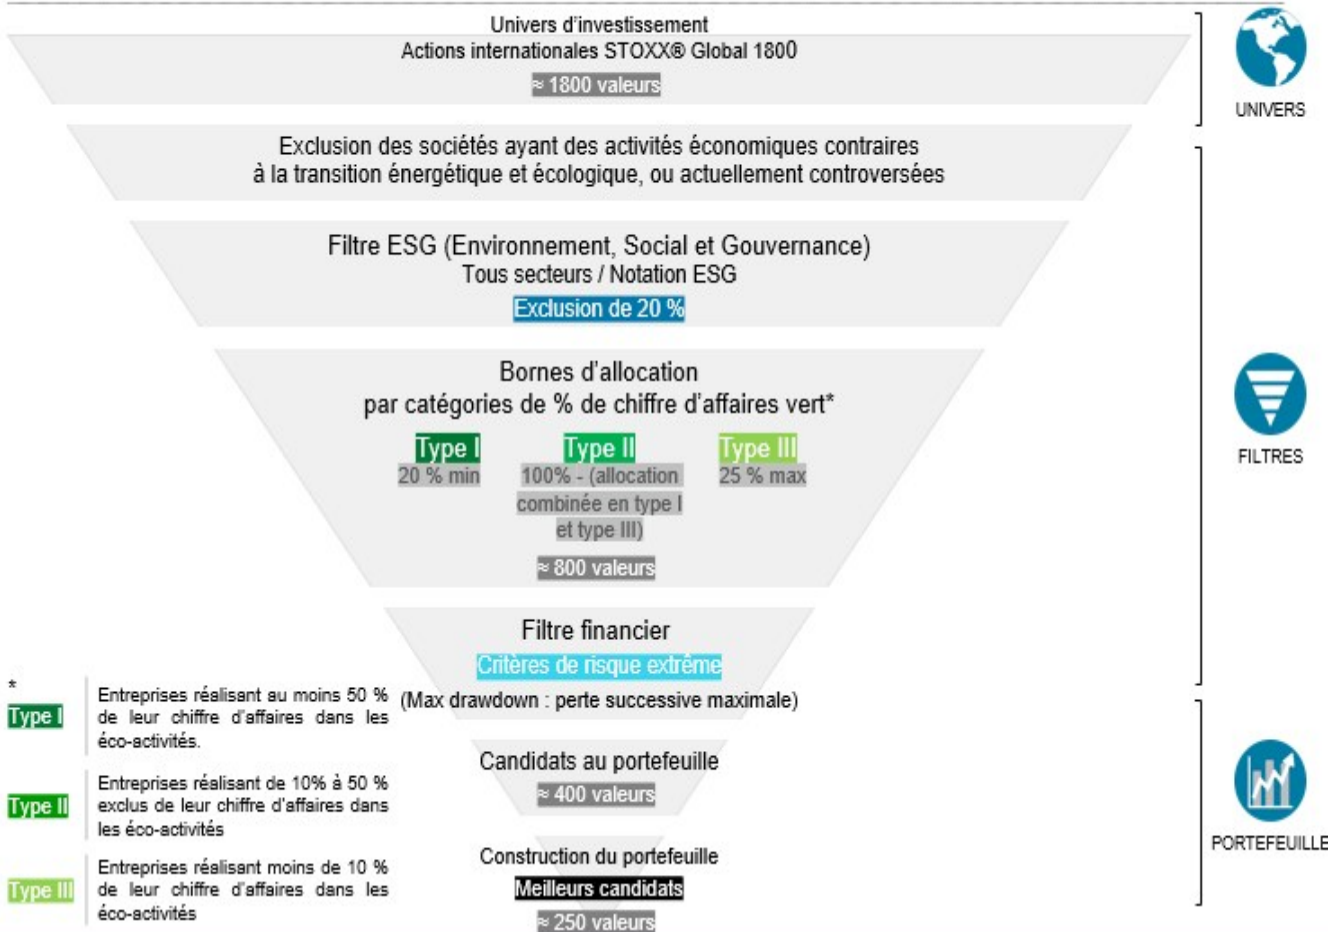 Univers d'investissement
Actions internationales STOXX® Global 1800
≈ 1800 valeurs
UNIVERS
Exclusion des sociétés ayant des activités économiques contraires
à la transition énergétique et écologique, ou actuellement controversées
Filtre ESG (Environnement, Social et Gouvernance)
Tous secteurs / Notation ESG
Exclusion de 20 %
Bornes d'allocation
par catégories de % de chiffre d'affaires vert*
Type I
20 % min
Type II
100% - (allocation
combinée en type I
et type III)
Type III
25 % max
≈ 800 valeurs
FILTRES
Filtre financier
Critères de risque extrême
(Max drawdown : perte successive maximale)
Candidats au portefeuille
≈ 400 valeurs
Construction du portefeuille
Meilleurs candidats
≈ 250 valeurs
PORTEFEUILLE
*
Type I
Entreprises réalisant au moins 50 %
de leur chiffre d'affaires dans les
éco-activités.
Type II
Entreprises réalisant de 10% à 50 %
exclus de leur chiffre d'affaires dans
les éco-activités
Type III
Entreprises réalisant moins de 10 %
de leur chiffre d'affaires dans les
éco-activités